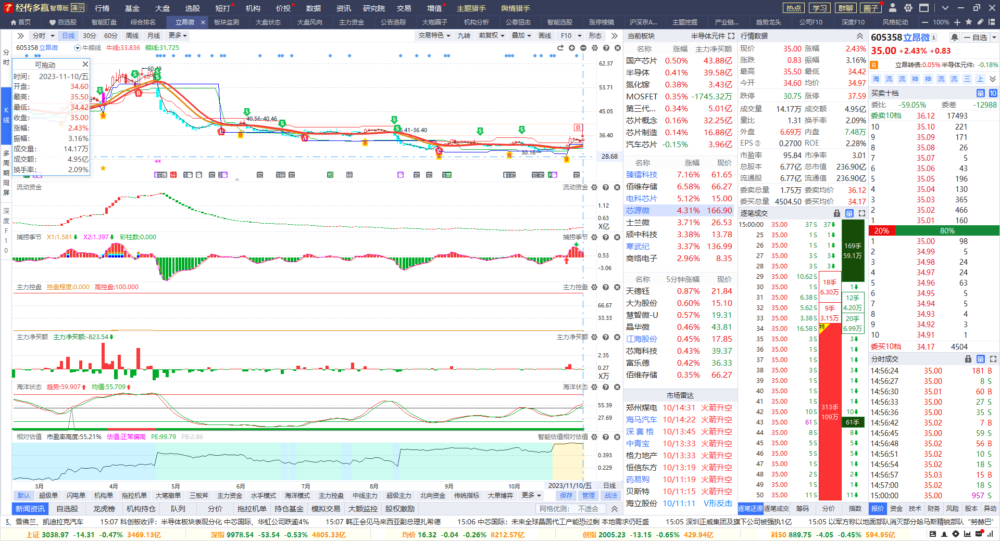 经传多赢 智尊版 演示 行情 基金 大盘 选股 短打 机构 价投 数据 资讯 研究院 交易 增值 主题猎手 舆情猎手 热点 学习 群聊 圈子
首页 自选股 智能盯盘 综合排名 立昂微 板块监测 大盘状态 大盘风向 主力资金 公告追踪 大咖圈子 机构分析 公募狙击 智能选股 涨停棱镜 沪深京A... 主题挖掘 产业链... 趋势龙头 公司F10 深度F10 风格轮动 100%
分时 日线 30分 60分 周线 月线 更多 交易特色 九转 前复权 叠加 画线 F10 形态
605358 立昂微 牛熊线 牛线:33.836 熊线:31.725
分时
K线
多周期同屏
深度F10
可拖动
时间: 2023-11-10/五
开盘: 34.60
最高: 35.50
最低: 34.42
收盘: 35.00
涨幅: 2.43%
振幅: 3.16%
成交量: 14.17万
成交额: 4.95亿
换手率: 2.09%
60.49
40.56-40.46
36.40
30.16
62.37
53.71
45.05
36.40
28.68
流动资金 流动资金
1.12
0.63
X亿
捕捞季节 X1:1.581 X2:1.397 彩柱数:0.000 捕捞季节
0.53
-3.06
主力控盘 控盘程度:0.000 高控盘:100.000 主力控盘
66.67
33.33
主力净买额 主力净买额:-823.54 主力净买额
2.35
0.27
X万
海洋状态 趋势:59.907 均值:55.709 海洋状态
55.39
27.69
相对估值 市盈率高度:55.21% 估值:正常偏高 PE:99.79 PB:2.86 智能估值相对估值
0.393
0.229
3月 4月 5月 6月 7月 8月 9月 10月 2023/11/10/五 日线
默认 超级单 闪电单 机构单 拖拉机单 大笔撤单 三板斧 主力资金 水手模式 海洋模式 主力控盘 中线主力 超级主力 北向资金 传统指标 大单博弈 更多 保存 管理 战法
新闻资讯 自选股 龙虎榜 机构持仓 队列 分价 拖拉机单 持仓基金 模拟交易 大额监控 股权激励 网格优测: 不适合
当前板块 半导体元件
名称 涨幅 主力净买额
国产芯片 0.50% 43.88亿
半导体 0.41% 39.58亿
氮化镓 0.38% 3.43亿
MOSFET 0.35% -1745.32万
第三代... 0.34% 5.01亿
芯片概念 0.16% 32.25亿
芯片制造 0.14% 16.88亿
汽车芯片 -0.15% 3.96亿
名称 涨幅 现价
臻镭科技 7.16% 61.65
佰维存储 6.58% 66.27
电科芯片 5.12% 15.00
芯源微 4.31% 166.90
士兰微 3.71% 26.53
颀中科技 3.38% 13.78
寒武纪 3.37% 136.99
商络电子 2.96% 8.35
名称 5分钟涨幅 现价
天德钰 0.87% 21.84
大为股份 0.60% 15.10
慧智微-U 0.57% 19.31
晶华微 0.46% 43.81
江海股份 0.45% 17.85
芯海科技 0.43% 39.37
富乐德 0.42% 36.33
佰维存储 0.35% 66.27
市场雷达
郑州煤电 10/14:31 火箭升空
海马汽车 10/14:22 火箭升空
深赛格 10/13:45 火箭升空
中青宝 10/13:33 火箭升空
格力地产 10/13:33 火箭升空
恒信东方 10/13:19 火箭升空
药易购 10/11:19 火箭升空
贝斯特 10/11:15 火箭升空
海立股份 10/11:11 V形反击
行情数据
现价 35.00 涨幅 2.43%
涨跌 0.83 振幅 3.16%
最高 35.50 最低 34.42
今开 34.60 均价 34.97
跌停 30.75 涨停 37.59
成交量 14.17万 成交额 4.95亿
量比 1.31 换手率 2.09%
外盘 6.69万 内盘 7.48万
EPS③ 0.2700 ROE 2.28%
市盈率 95.84 市净率 3.01
总股本 6.77亿 总市值 236.90亿
流通股 6.77亿 流通值 236.90亿
委卖总量 1.75万 委卖均价 36.12
委买总量 4504.50 委买均价 34.17
逐笔成交 量
15:00:00 35.00 37 S 37
25 35.00 1 S 1
26 35.00 1 S 1
27 35.00 3 S 3
28 35.00 3 S 3
29 35.00 10.62 S
30 35.00 1 S 1
31 35.00 6.38 S
32 35.00 5.62 S
33 35.00 3.38 S
34 35.00 16.58 S
35 35.00 3 S 3
36 35.00 1 S 1
37 35.00 1 S 1
38 35.00 3 S 3
39 35.00 1 S 1
40 35.00 1 S 1
41 35.00 1 S 1
42 35.00 10 S 10
43 35.00 61 S 61手
44 35.00 8 S 8
45 35.00 5 S 5
46 35.00 5 S 5
47 35.00 1 S 1
48 35.00 2 S 2
49 35.00 1 S 1
50 35.00 11 S 11
169手
59.1万
18手
6.30万
12手
4.20万
9手
3.15万
20手
6.99万
特
313手
109万
逐笔还原 逐笔成交 筹码 分价 指数
605358 立昂微 自选
35.00 +2.43% +0.83
R 立昂转债:0.05% 半导体元件: -0.18%
海 流 流 神 神 流 流 三 上
买卖十档 量 10
委比 -59.05% 委差 -12988
委卖10档 36.12 17493
10 35.10 221
9 35.09 171
8 35.08 26
7 35.07 5
6 35.06 43
5 35.05 196
4 35.04 130
3 35.03 365
2 35.02 466
1 35.01 160
20% 80%
1 35.00 98
2 34.99 5
3 34.98 24
4 34.97 24
5 34.96 63
6 34.95 5
7 34.94 5
8 34.93 4
9 34.92 3
10 34.91 1
委买10档 34.17 4504
分时成交 量
14:56:24 35.00 181 B
14:56:27 35.00 8 S
14:56:30 35.01 60 B
14:56:33 35.00 27 S
14:56:36 35.00 35 S
14:56:42 35.02 7 B
14:56:45 35.00 59 S
14:56:48 35.02 56 B
14:56:51 35.02 10 S
14:56:54 35.02 18 S
14:56:57 35.03 15 B
14:57:00 35.02 18 S
15:00:00 35.00 957 S
报价 资金 技术 财务 风险 股本 异动
、雪佛兰、凯迪拉克汽车 15:07 科创板收评：半导体板块表现分化 中芯国际、华虹公司跌逾4% 15:07 韩正会见马来西亚副总理扎希德 15:06 中芯国际：未来全球晶圆代工产能恐过剩 本地需求仍旺盛 15:05 深圳正威集团及旗下公司被强执1亿 15:05 以军方称以地面部队消灭部分哈马斯精锐部队 “努赫巴”
上证 3038.97 -14.31 -0.47% 3469.13亿 深指 9978.54 -53.54 -0.53% 4805.33亿 均价 16.32 -0.04 -0.26% 8212.57亿 创指 2005.23 -13.15 -0.65% 429.94亿 科50 889.75 -4.05 -0.45% 594.95亿